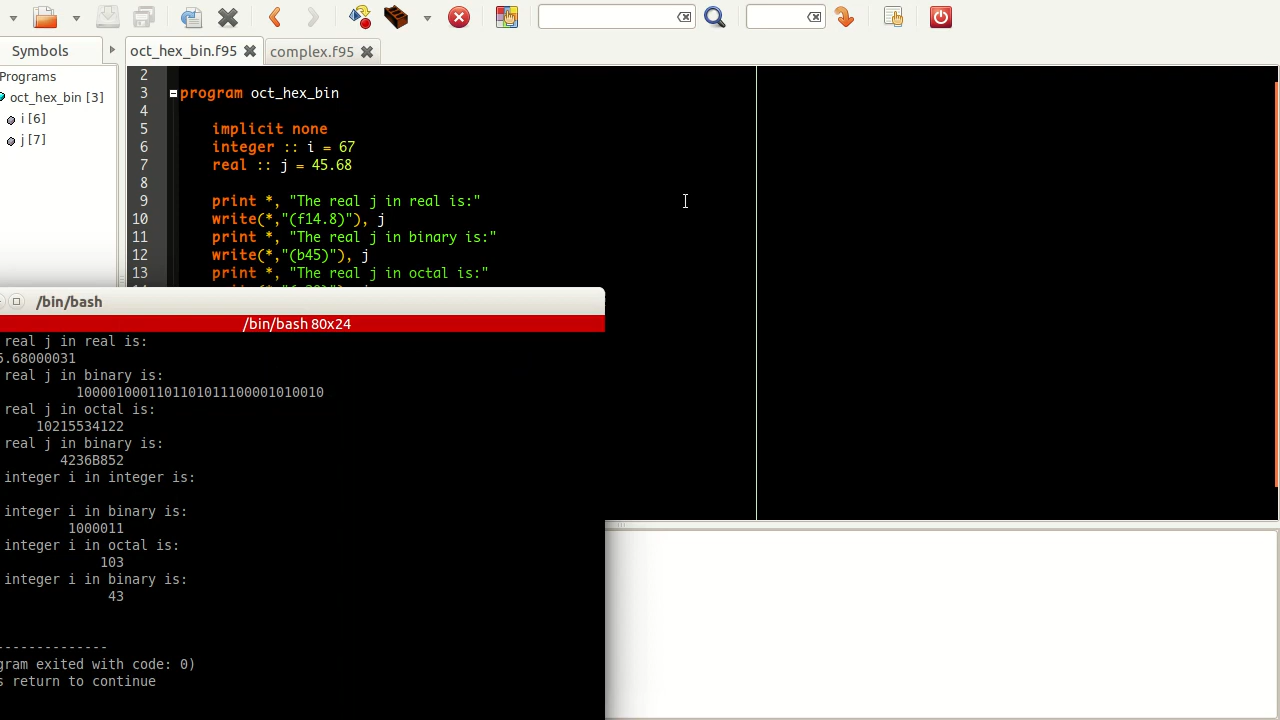 Symbols
oct_hex_bin.f95
complex.f95
Programs
oct_hex_bin [3]
i [6]
j [7]
2
3 program oct_hex_bin
4
5 implicit none
6 integer :: i = 67
7 real :: j = 45.68
8
9 print *, "The real j in real is:"
10 write(*,"(f14.8)"), j
11 print *, "The real j in binary is:"
12 write(*,"(b45)"), j
13 print *, "The real j in octal is:"
/bin/bash
/bin/bash 80x24
real j in real is:
5.68000031
real j in binary is:
1000010001101101011100001010010
real j in octal is:
10215534122
real j in binary is:
4236B852
integer i in integer is:
integer i in binary is:
1000011
integer i in octal is:
103
integer i in binary is:
43
--------------
gram exited with code: 0)
s return to continue